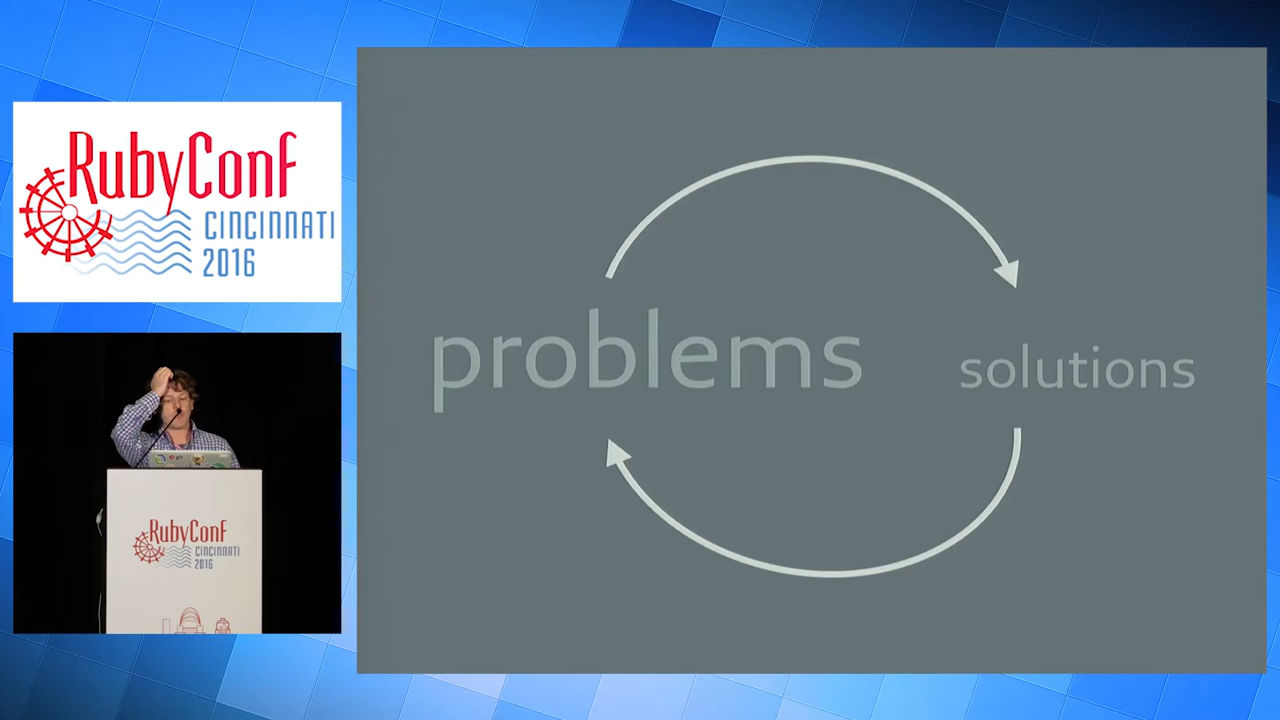 RubyConf
CINCINNATI
2016
problems
solutions
RubyConf
CINCINNATI
2016